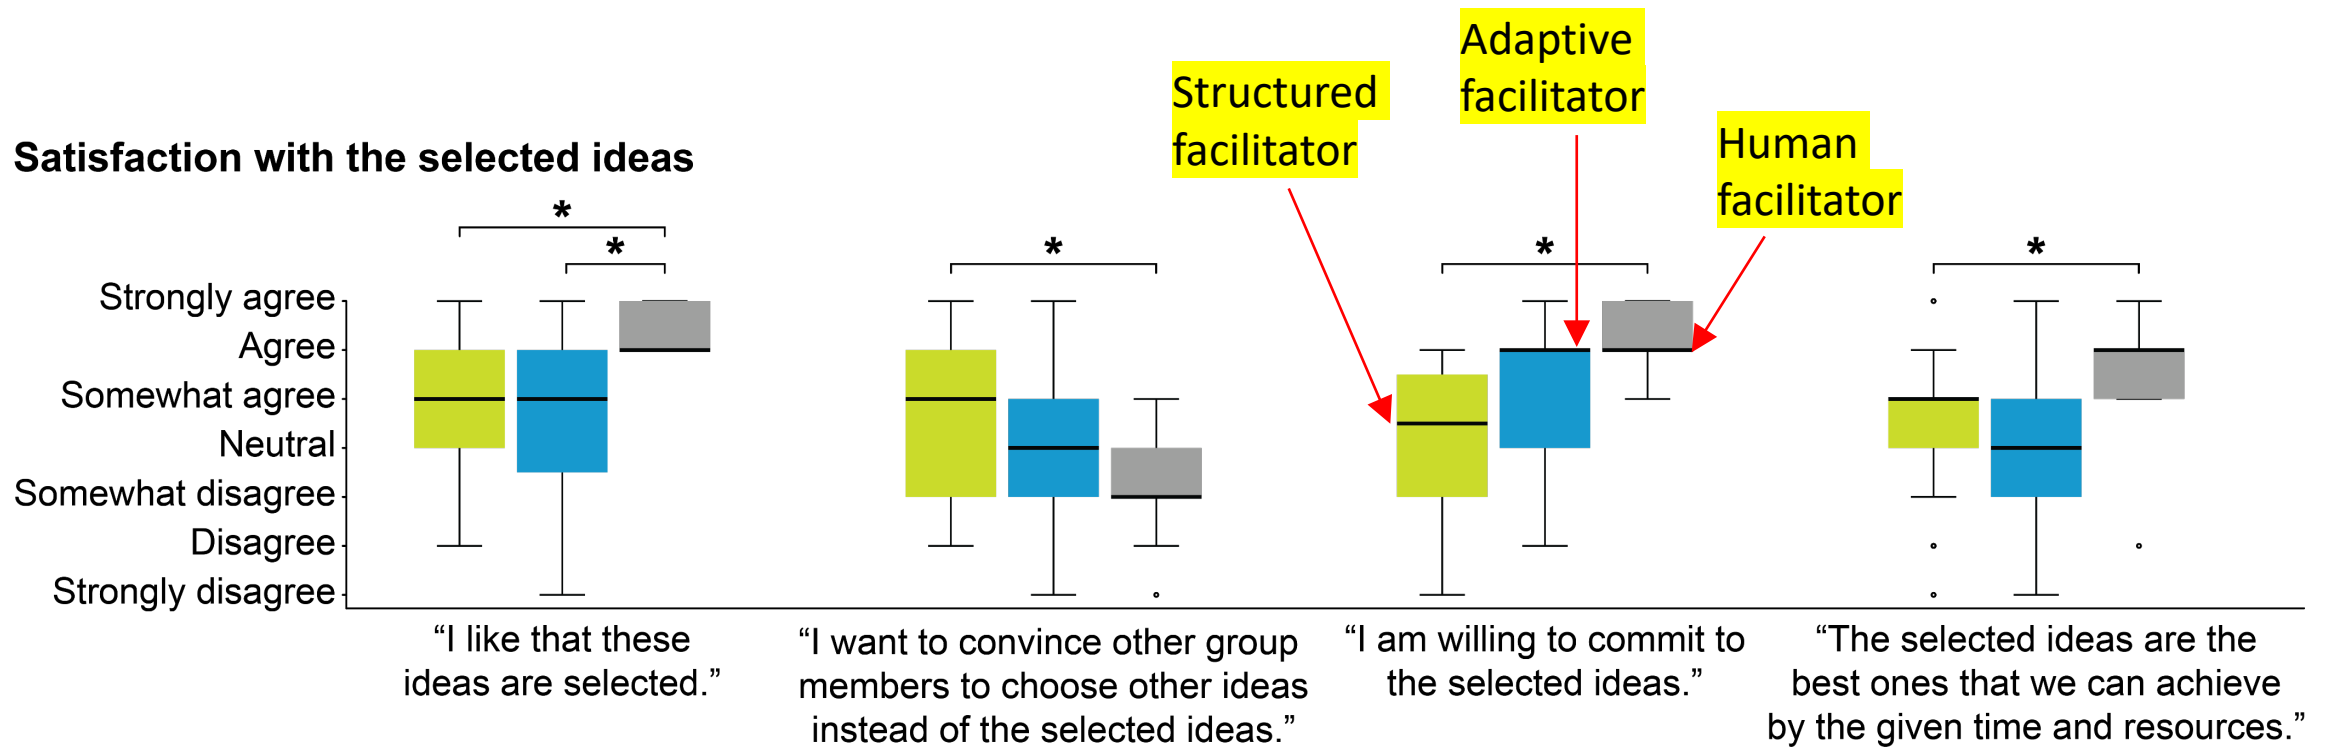 Adaptive
facilitator
Structured
facilitator
Human
facilitator
Satisfaction with the selected ideas
*
*
*
*
*
Strongly agree
Agree
Somewhat agree
Neutral
Somewhat disagree
Disagree
Strongly disagree
“I like that these
ideas are selected.”
“I want to convince other group
members to choose other ideas
instead of the selected ideas.”
“I am willing to commit to
the selected ideas.”
“The selected ideas are the
best ones that we can achieve
by the given time and resources.”